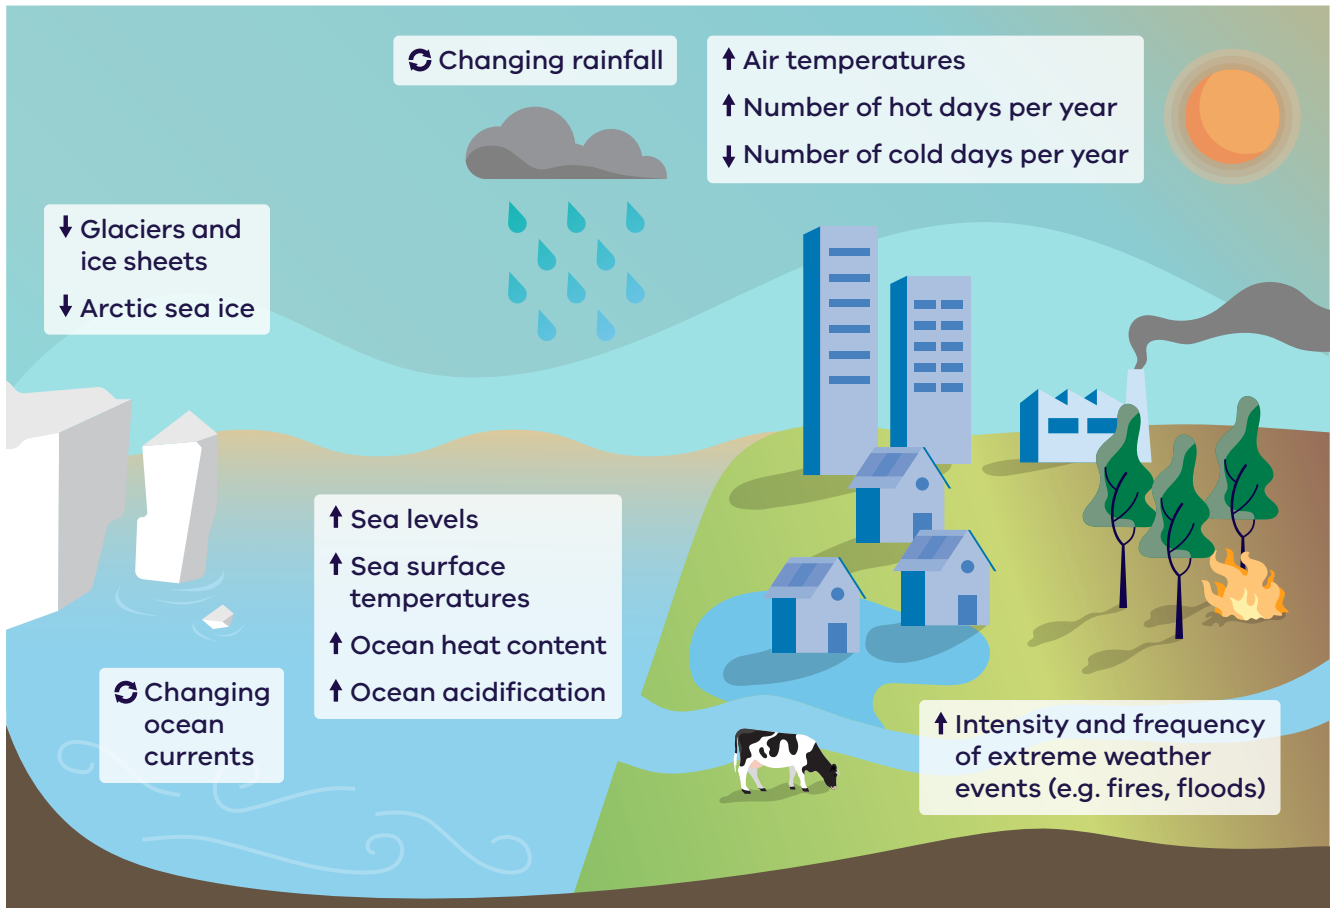 Changing rainfall
↑ Air temperatures
↑ Number of hot days per year
↓ Number of cold days per year
↓ Glaciers and
ice sheets
↓ Arctic sea ice
↑ Sea levels
↑ Sea surface
temperatures
↑ Ocean heat content
↑ Ocean acidification
Changing
ocean
currents
↑ Intensity and frequency
of extreme weather
events (e.g. fires, floods)